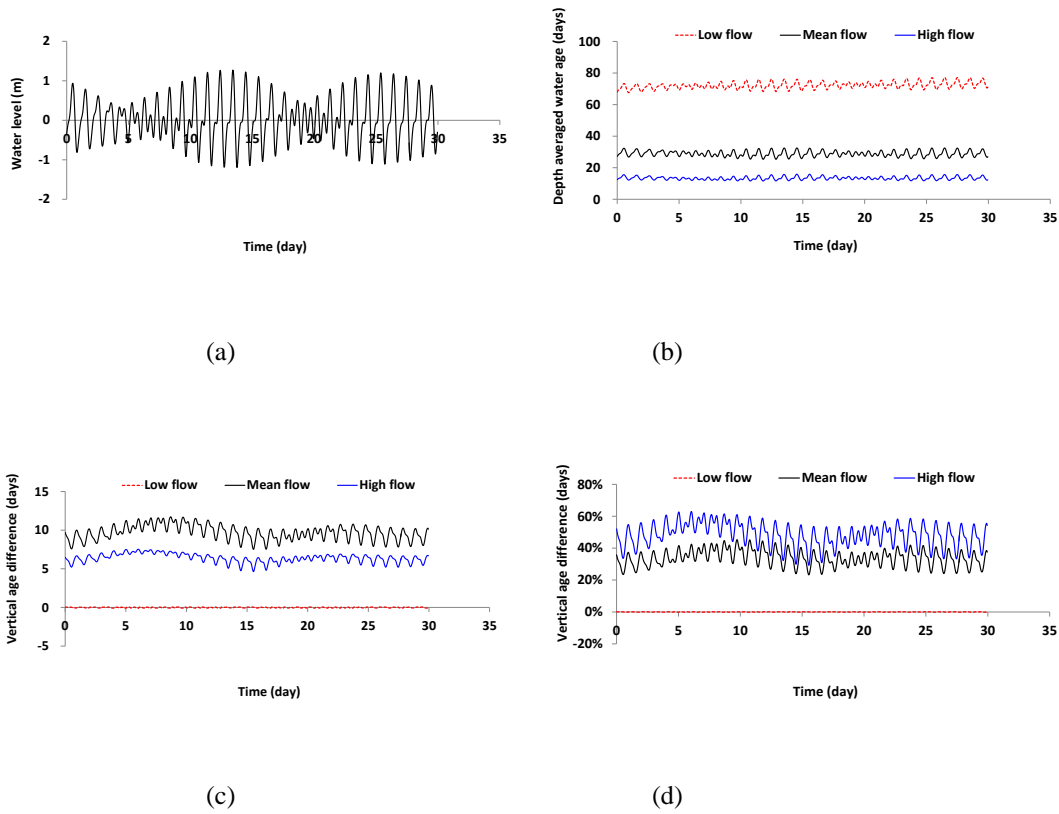 2
1
0
-1
-2
0 5 10 15 20 25 30 35
Water level (m)
Time (day)
(a)
Low flow Mean flow High flow
100
80
60
40
20
0
0 5 10 15 20 25 30 35
Depth averaged water age (days)
Time (day)
(b)
Low flow Mean flow High flow
15
10
5
0
-5
0 5 10 15 20 25 30 35
Vertical age difference (days)
Time (day)
(c)
Low flow Mean flow High flow
80%
60%
40%
20%
0%
-20%
0 5 10 15 20 25 30 35
Vertical age difference (days)
Time (day)
(d)